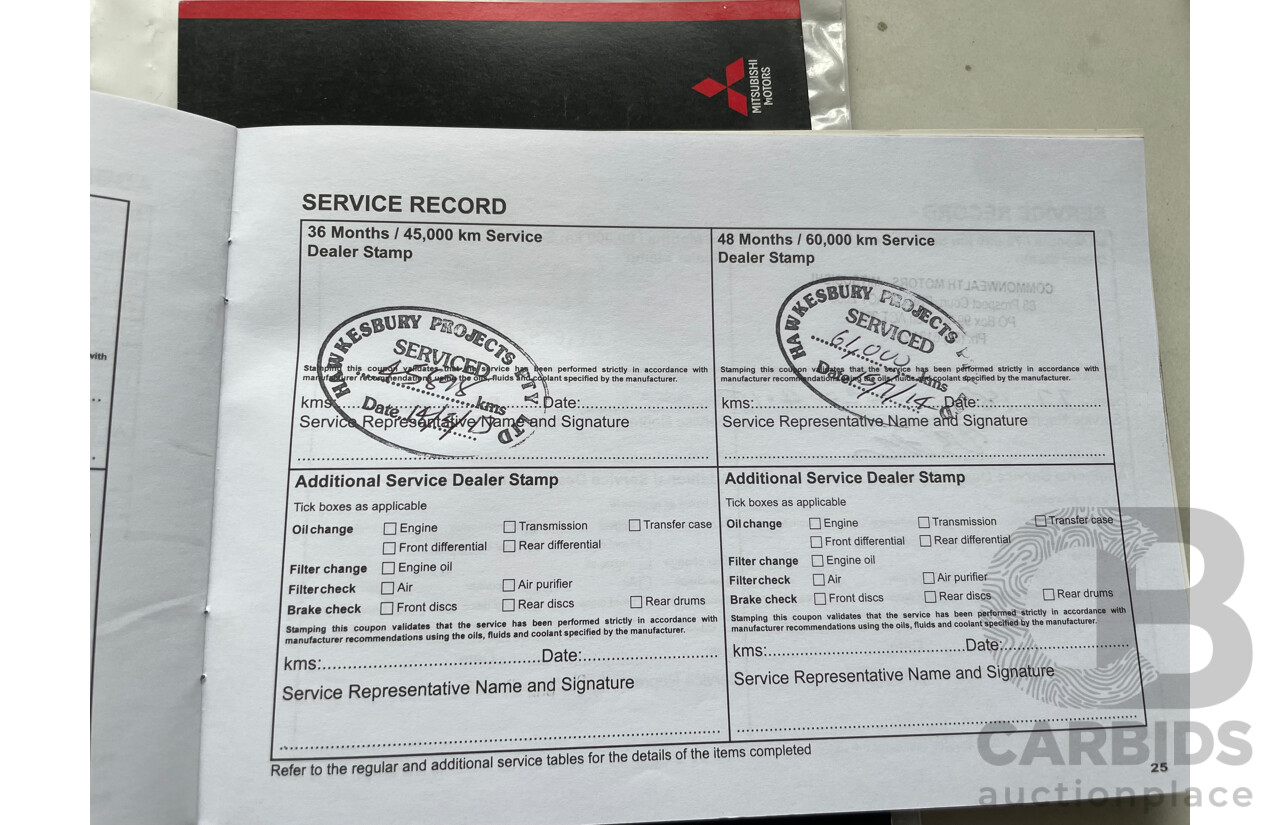 MITSUBISHI
MOTORS
SERVICE RECORD
36 Months / 45,000 km Service
Dealer Stamp
HAWKESBURY PROJECTS PTY LTD
SERVICED
kms
Date
Stamping this coupon validates that the service has been performed strictly in accordance with
manufacturer recommendations using the oils, fluids and coolant specified by the manufacturer.
kms: Date:
Service Representative Name and Signature
48 Months / 60,000 km Service
Dealer Stamp
HAWKESBURY PROJECTS
SERVICED
61,000 kms
Date
Stamping this coupon validates that the service has been performed strictly in accordance with
manufacturer recommendations using the oils, fluids and coolant specified by the manufacturer.
kms: Date:
Service Representative Name and Signature
Additional Service Dealer Stamp
Tick boxes as applicable
Oil change Engine Transmission Transfer case
Front differential Rear differential
Filter change Engine oil
Filter check Air Air purifier
Brake check Front discs Rear discs Rear drums
Stamping this coupon validates that the service has been performed strictly in accordance with
manufacturer recommendations using the oils, fluids and coolant specified by the manufacturer.
kms: Date:
Service Representative Name and Signature
Additional Service Dealer Stamp
Tick boxes as applicable
Oil change Engine Transmission Transfer case
Front differential Rear differential
Filter change Engine oil
Filter check Air Air purifier
Brake check Front discs Rear discs Rear drums
Stamping this coupon validates that the service has been performed strictly in accordance with
manufacturer recommendations using the oils, fluids and coolant specified by the manufacturer.
kms: Date:
Service Representative Name and Signature
Refer to the regular and additional service tables for the details of the items completed
25
with
CB
CARBIDS
auctionplace